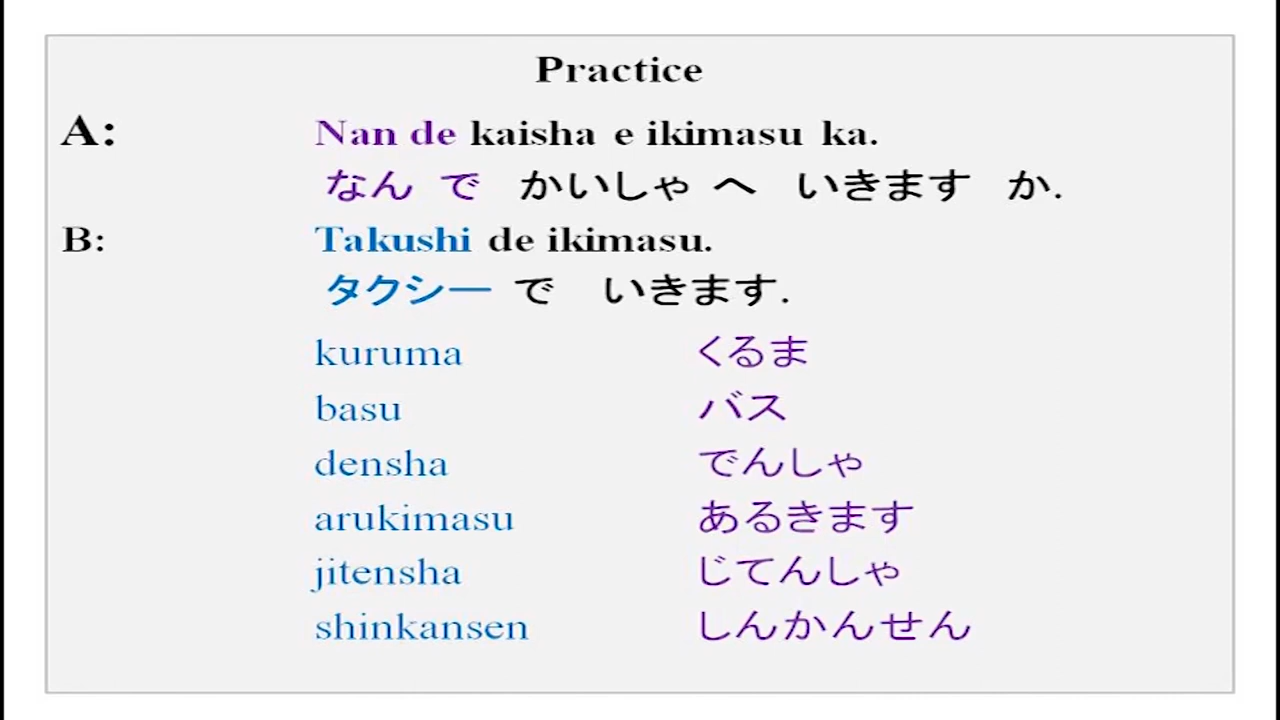 Practice
A: Nan de kaisha e ikimasu ka.
なん で かいしゃ へ いきます か.
B: Takushi de ikimasu.
タクシー で いきます.
kuruma くるま
basu バス
densha でんしゃ
arukimasu あるきます
jitensha じてんしゃ
shinkansen しんかんせん